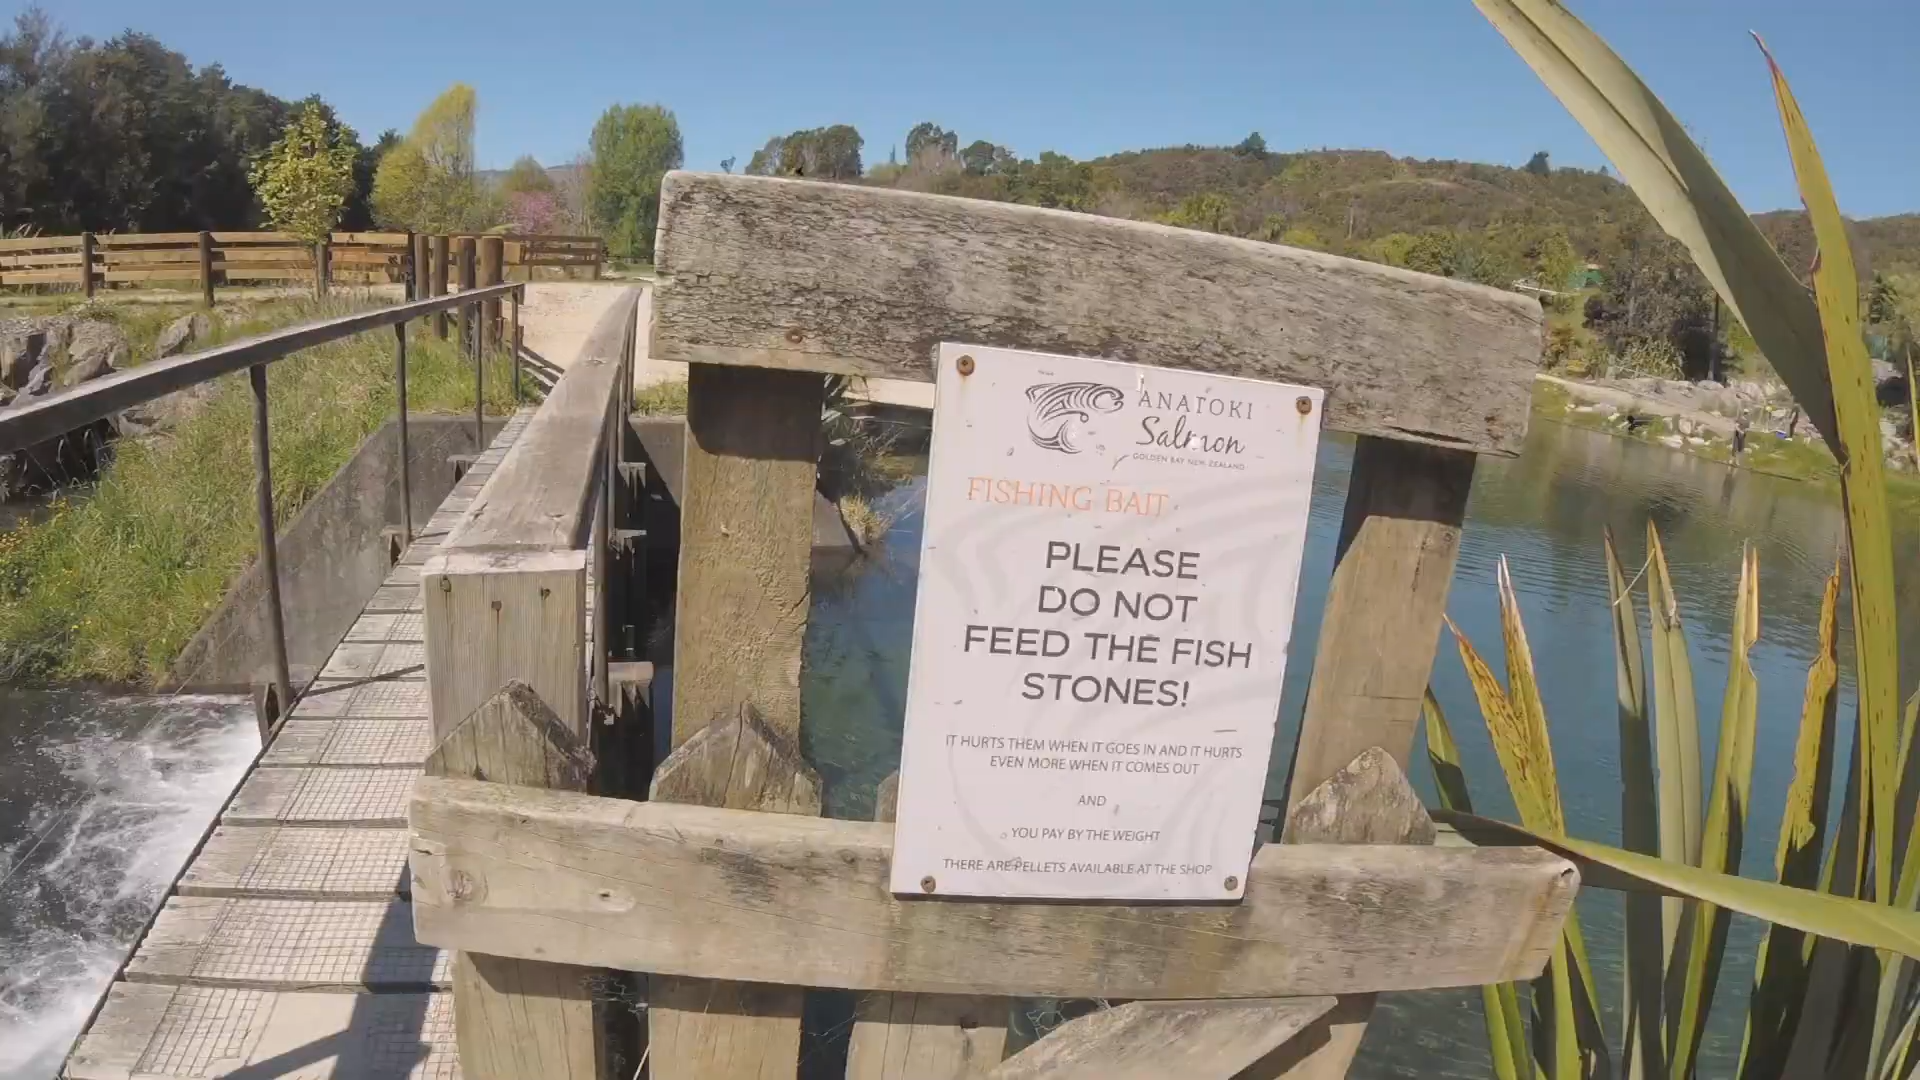 ANATOKI
Salmon
GOLDEN BAY NEW ZEALAND
FISHING BAIT
PLEASE
DO NOT
FEED THE FISH
STONES!
IT HURTS THEM WHEN IT GOES IN AND IT HURTS
EVEN MORE WHEN IT COMES OUT
AND
YOU PAY BY THE WEIGHT
THERE ARE PELLETS AVAILABLE AT THE SHOP